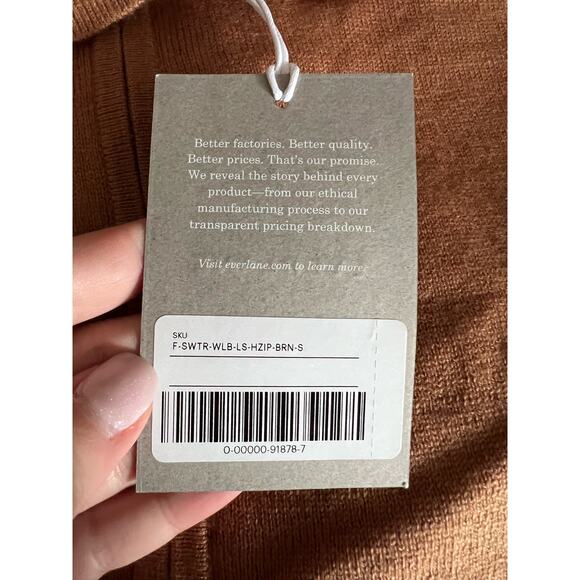 Better factories. Better quality.
Better prices. That's our promise.
We reveal the story behind every
product—from our ethical
manufacturing process to our
transparent pricing breakdown.
Visit everlane.com to learn more.
SKU
F-SWTR-WLB-LS-HZIP-BRN-S
0-00000-91878-7